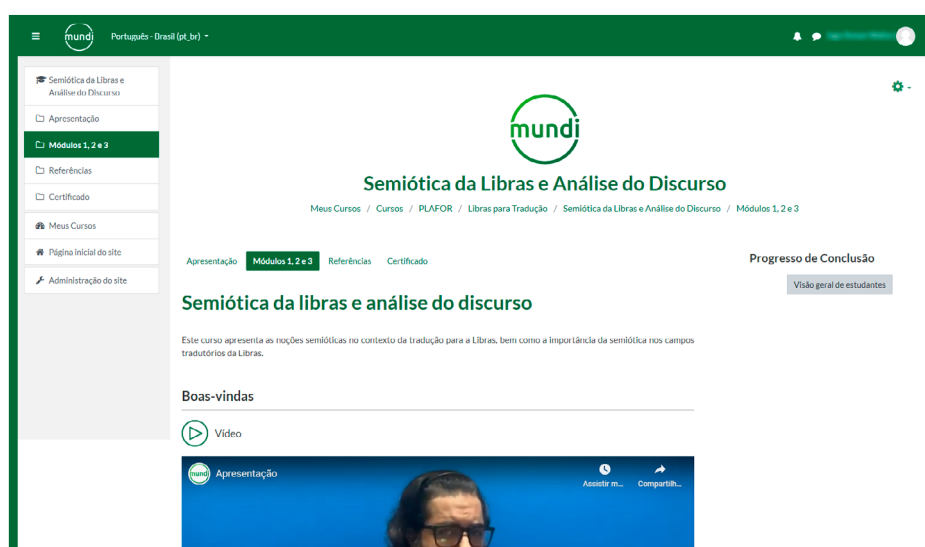 mundi
Português - Brasil (pt_br)
Semiótica da Libras e
Análise do Discurso
Apresentação
Módulos 1, 2 e 3
Referências
Certificado
Meus Cursos
Página inicial do site
Administração do site
mundi
Semiótica da Libras e Análise do Discurso
Meus Cursos / Cursos / PLAFOR / Libras para Tradução / Semiótica da Libras e Análise do Discurso / Módulos 1, 2 e 3
Apresentação Módulos 1, 2 e 3 Referências Certificado
Progresso de Conclusão
Visão geral de estudantes
Semiótica da libras e análise do discurso
Este curso apresenta as noções semióticas no contexto da tradução para a Libras, bem como a importância da semiótica nos campos
tradutórios da Libras.
Boas-vindas
Vídeo
mundi Apresentação
Assistir m... Compartilh...